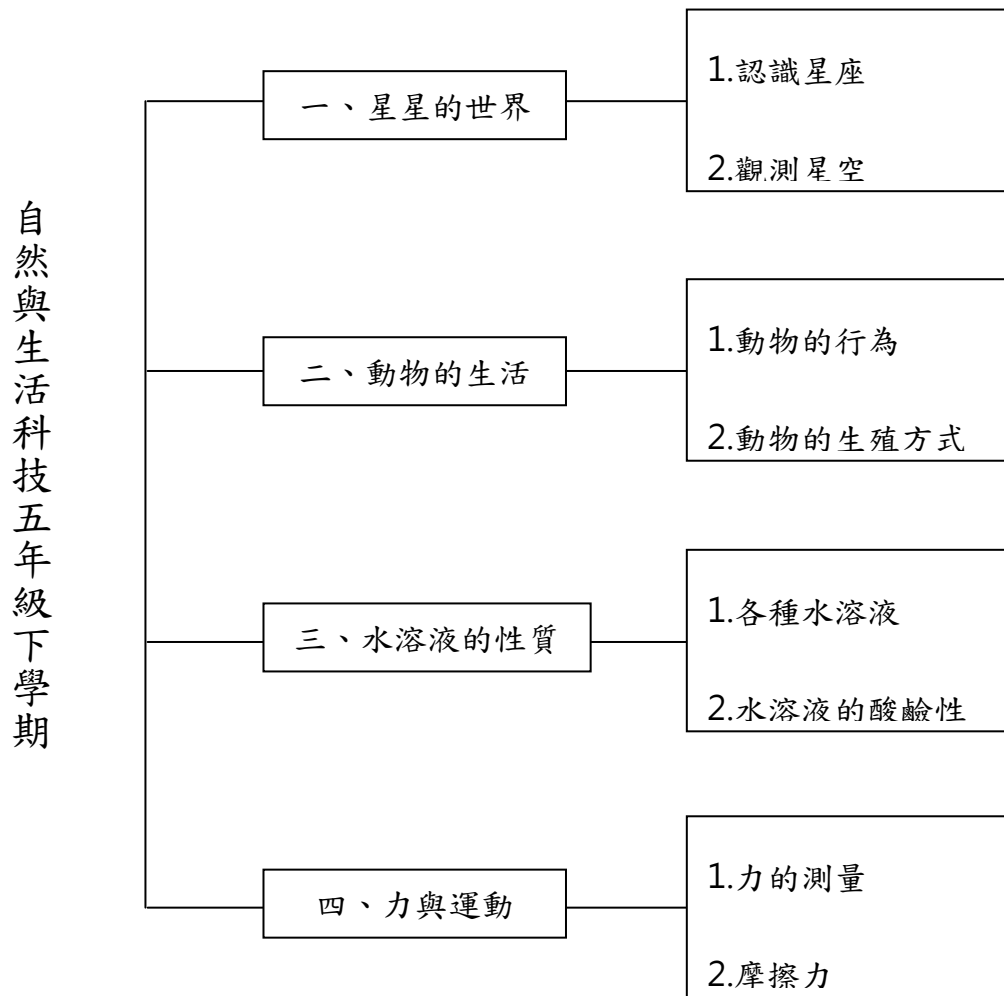 自然與生活科技五年級下學期
一、星星的世界
1.認識星座
2.觀測星空
二、動物的生活
1.動物的行為
2.動物的生殖方式
三、水溶液的性質
1.各種水溶液
2.水溶液的酸鹼性
四、力與運動
1.力的測量
2.摩擦力